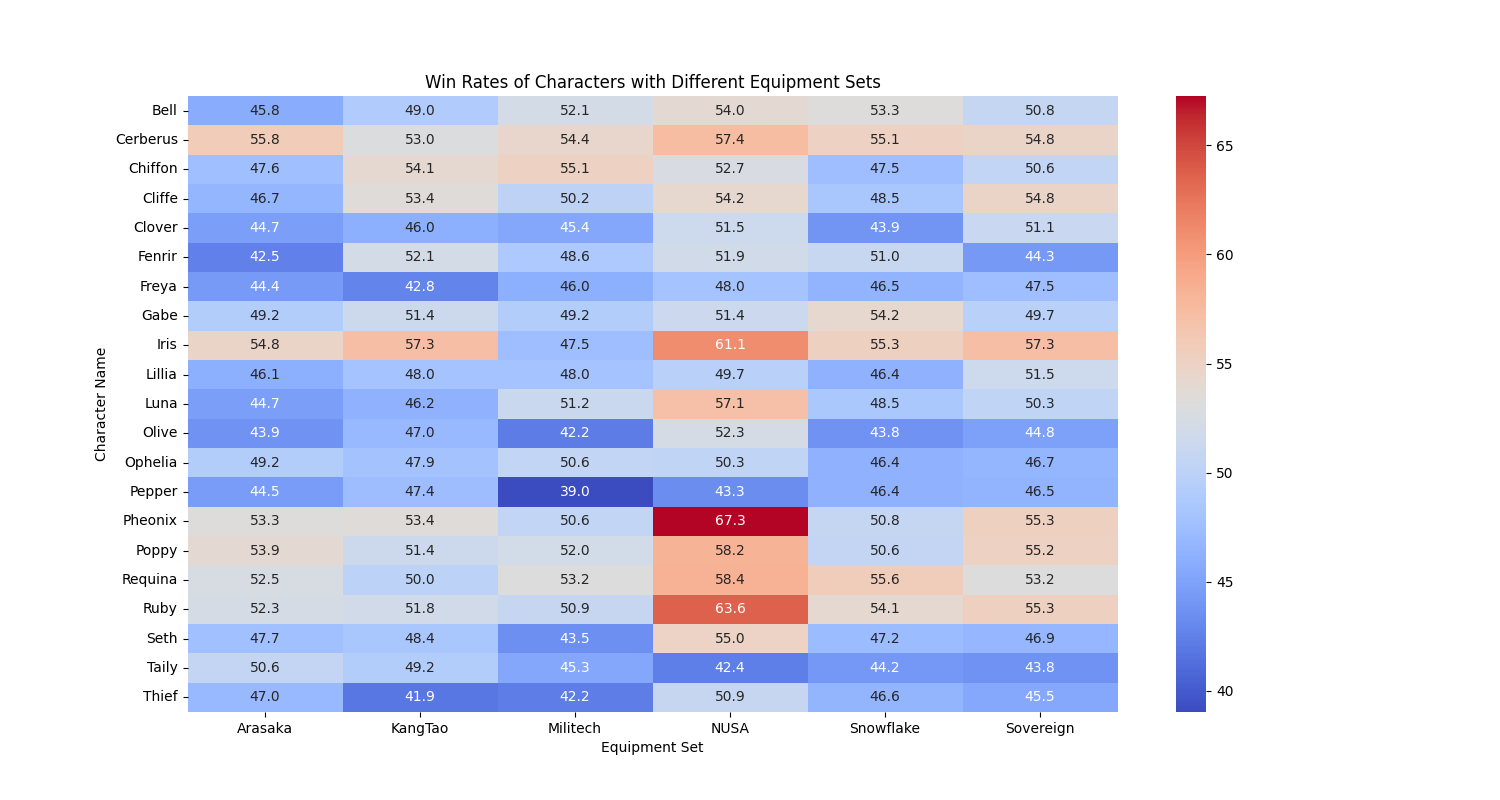 Win Rates of Characters with Different Equipment Sets
Bell 45.8 49.0 52.1 54.0 53.3 50.8
Cerberus 55.8 53.0 54.4 57.4 55.1 54.8
Chiffon 47.6 54.1 55.1 52.7 47.5 50.6
Cliffe 46.7 53.4 50.2 54.2 48.5 54.8
Clover 44.7 46.0 45.4 51.5 43.9 51.1
Fenrir 42.5 52.1 48.6 51.9 51.0 44.3
Freya 44.4 42.8 46.0 48.0 46.5 47.5
Gabe 49.2 51.4 49.2 51.4 54.2 49.7
Iris 54.8 57.3 47.5 61.1 55.3 57.3
Lillia 46.1 48.0 48.0 49.7 46.4 51.5
Luna 44.7 46.2 51.2 57.1 48.5 50.3
Olive 43.9 47.0 42.2 52.3 43.8 44.8
Ophelia 49.2 47.9 50.6 50.3 46.4 46.7
Pepper 44.5 47.4 39.0 43.3 46.4 46.5
Pheonix 53.3 53.4 50.6 67.3 50.8 55.3
Poppy 53.9 51.4 52.0 58.2 50.6 55.2
Requina 52.5 50.0 53.2 58.4 55.6 53.2
Ruby 52.3 51.8 50.9 63.6 54.1 55.3
Seth 47.7 48.4 43.5 55.0 47.2 46.9
Taily 50.6 49.2 45.3 42.4 44.2 43.8
Thief 47.0 41.9 42.2 50.9 46.6 45.5
Arasaka KangTao Militech NUSA Snowflake Sovereign
Equipment Set
Character Name
65
60
55
50
45
40